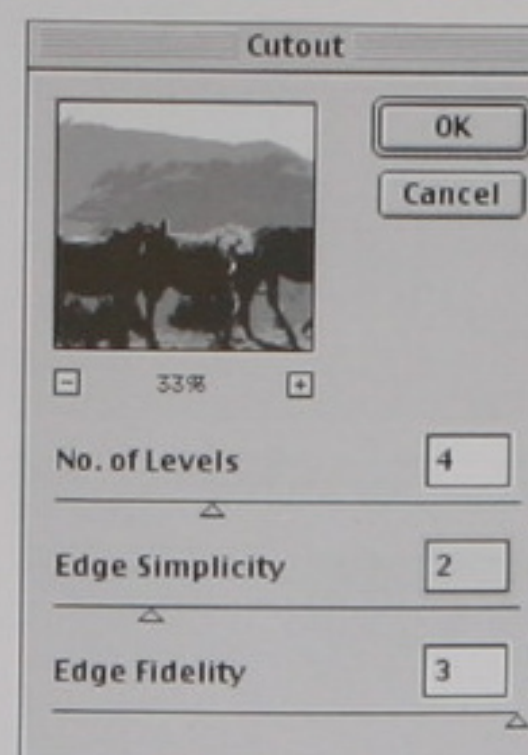 Cutout
OK
Cancel
- 33% +
No. of Levels 4
Edge Simplicity 2
Edge Fidelity 3